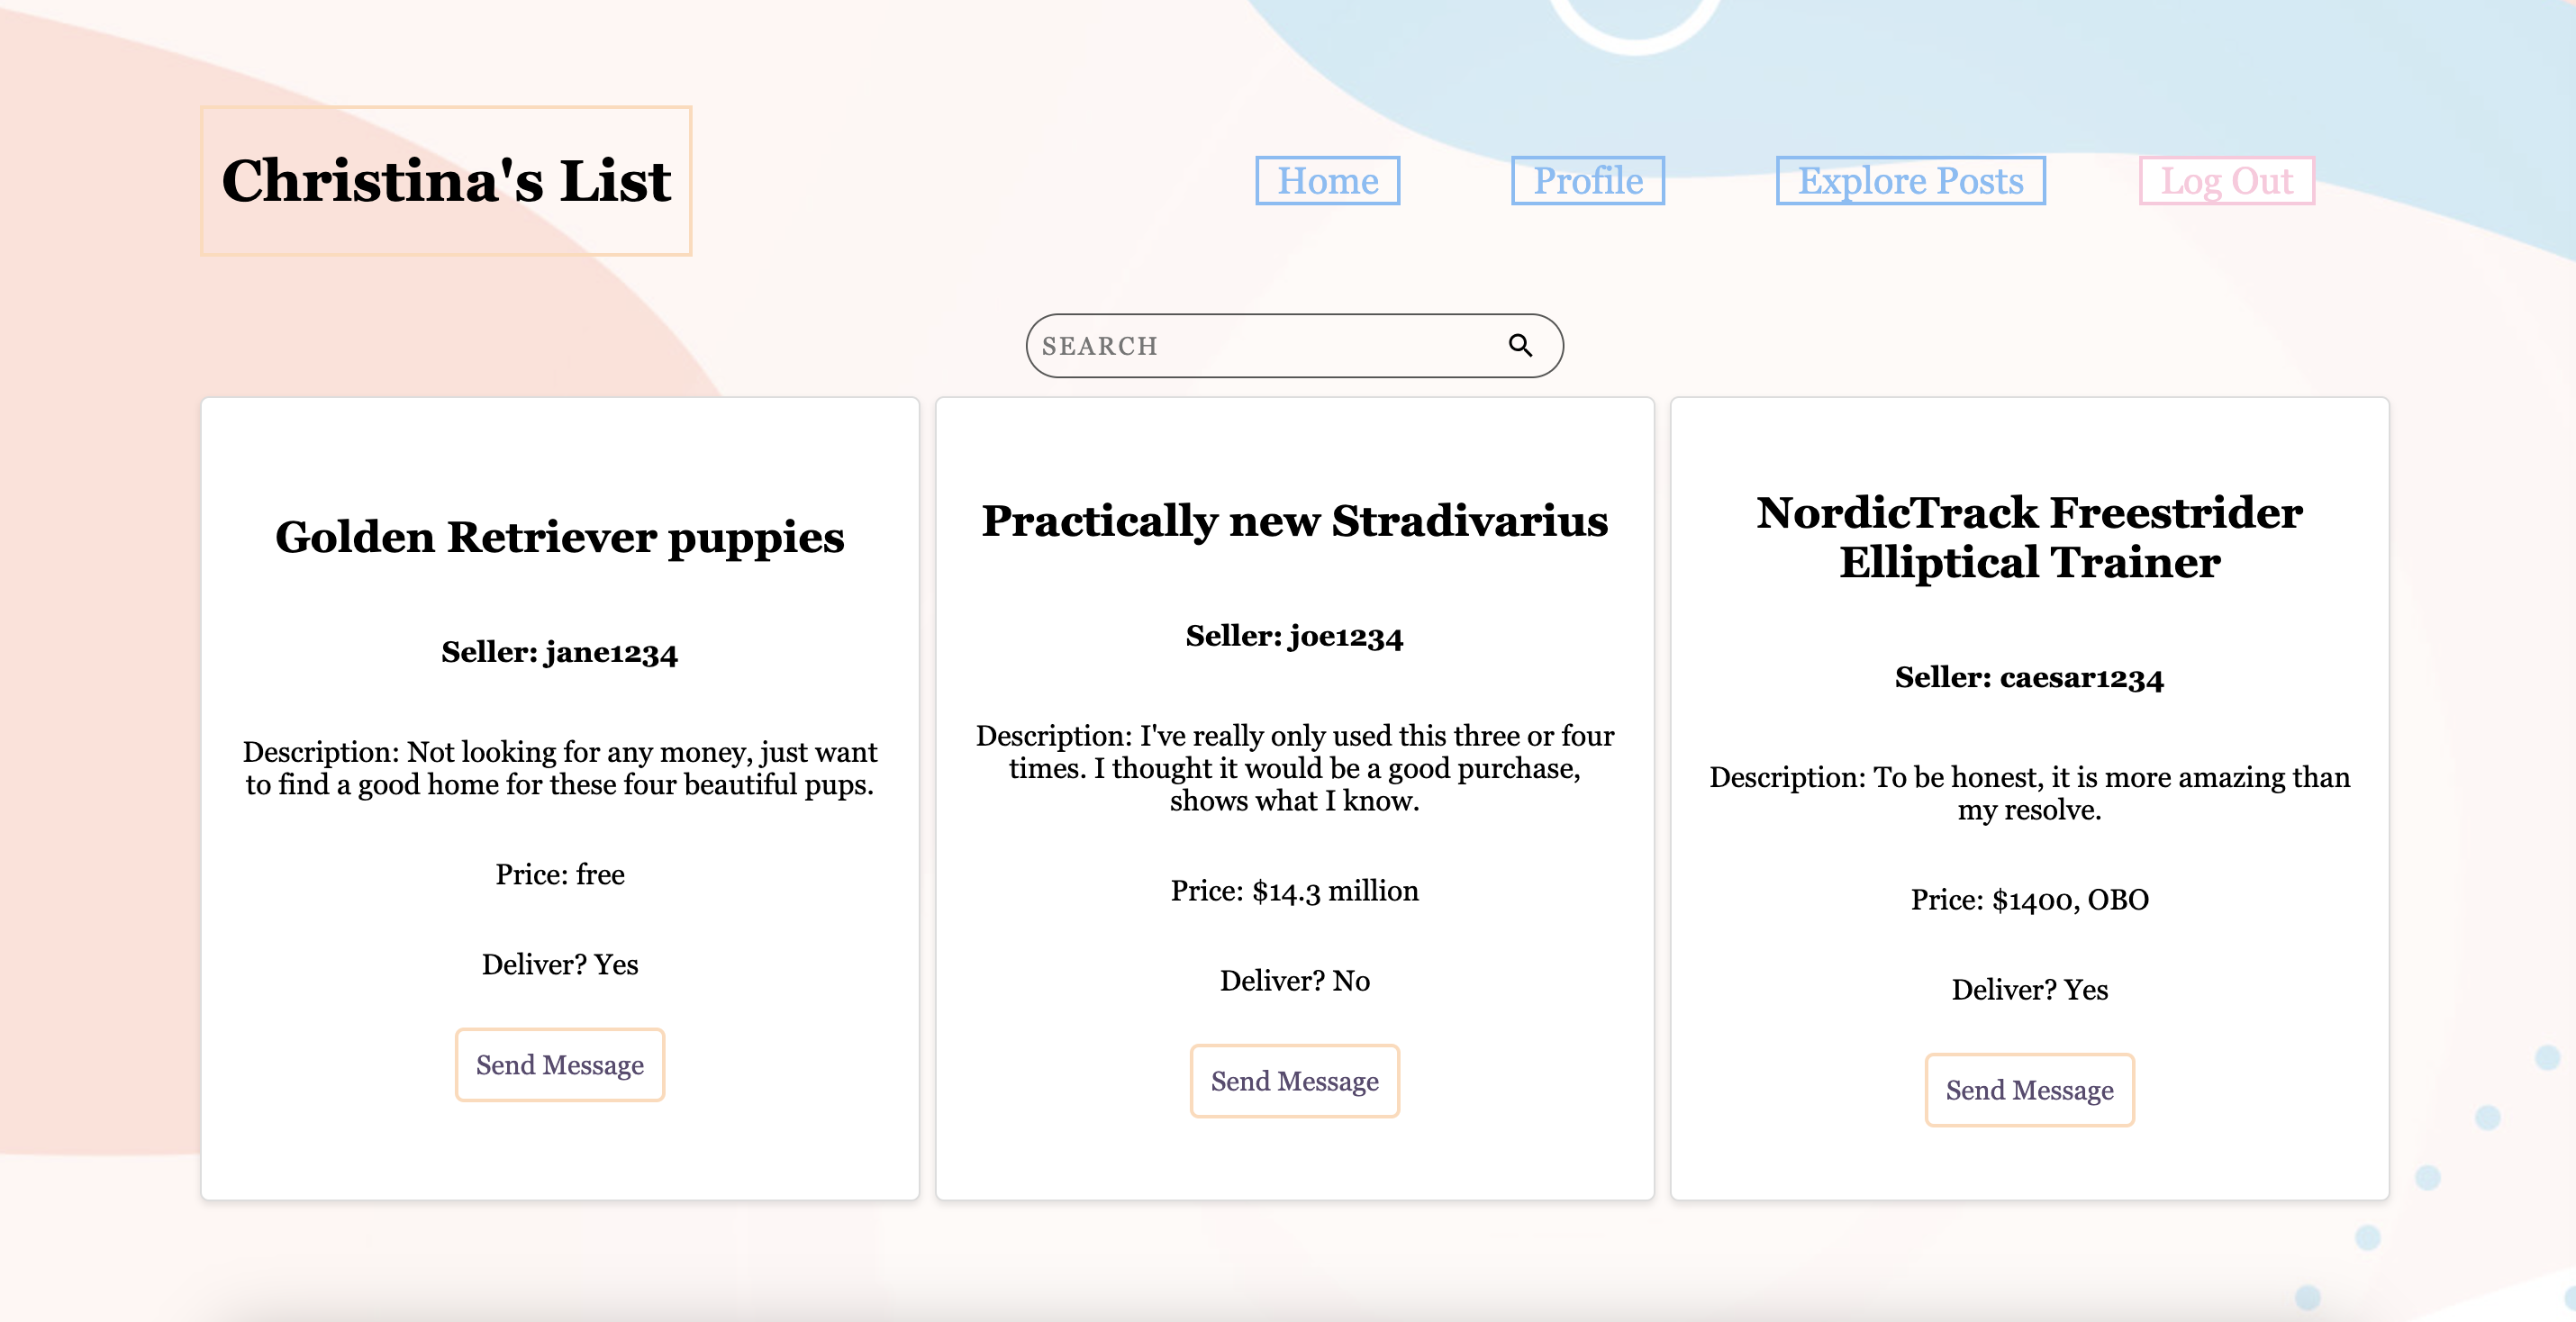 Christina's List
Home
Profile
Explore Posts
Log Out
SEARCH
Golden Retriever puppies
Seller: jane1234
Description: Not looking for any money, just want
to find a good home for these four beautiful pups.
Price: free
Deliver? Yes
Send Message
Practically new Stradivarius
Seller: joe1234
Description: I've really only used this three or four
times. I thought it would be a good purchase,
shows what I know.
Price: $14.3 million
Deliver? No
Send Message
NordicTrack Freestrider
Elliptical Trainer
Seller: caesar1234
Description: To be honest, it is more amazing than
my resolve.
Price: $1400, OBO
Deliver? Yes
Send Message